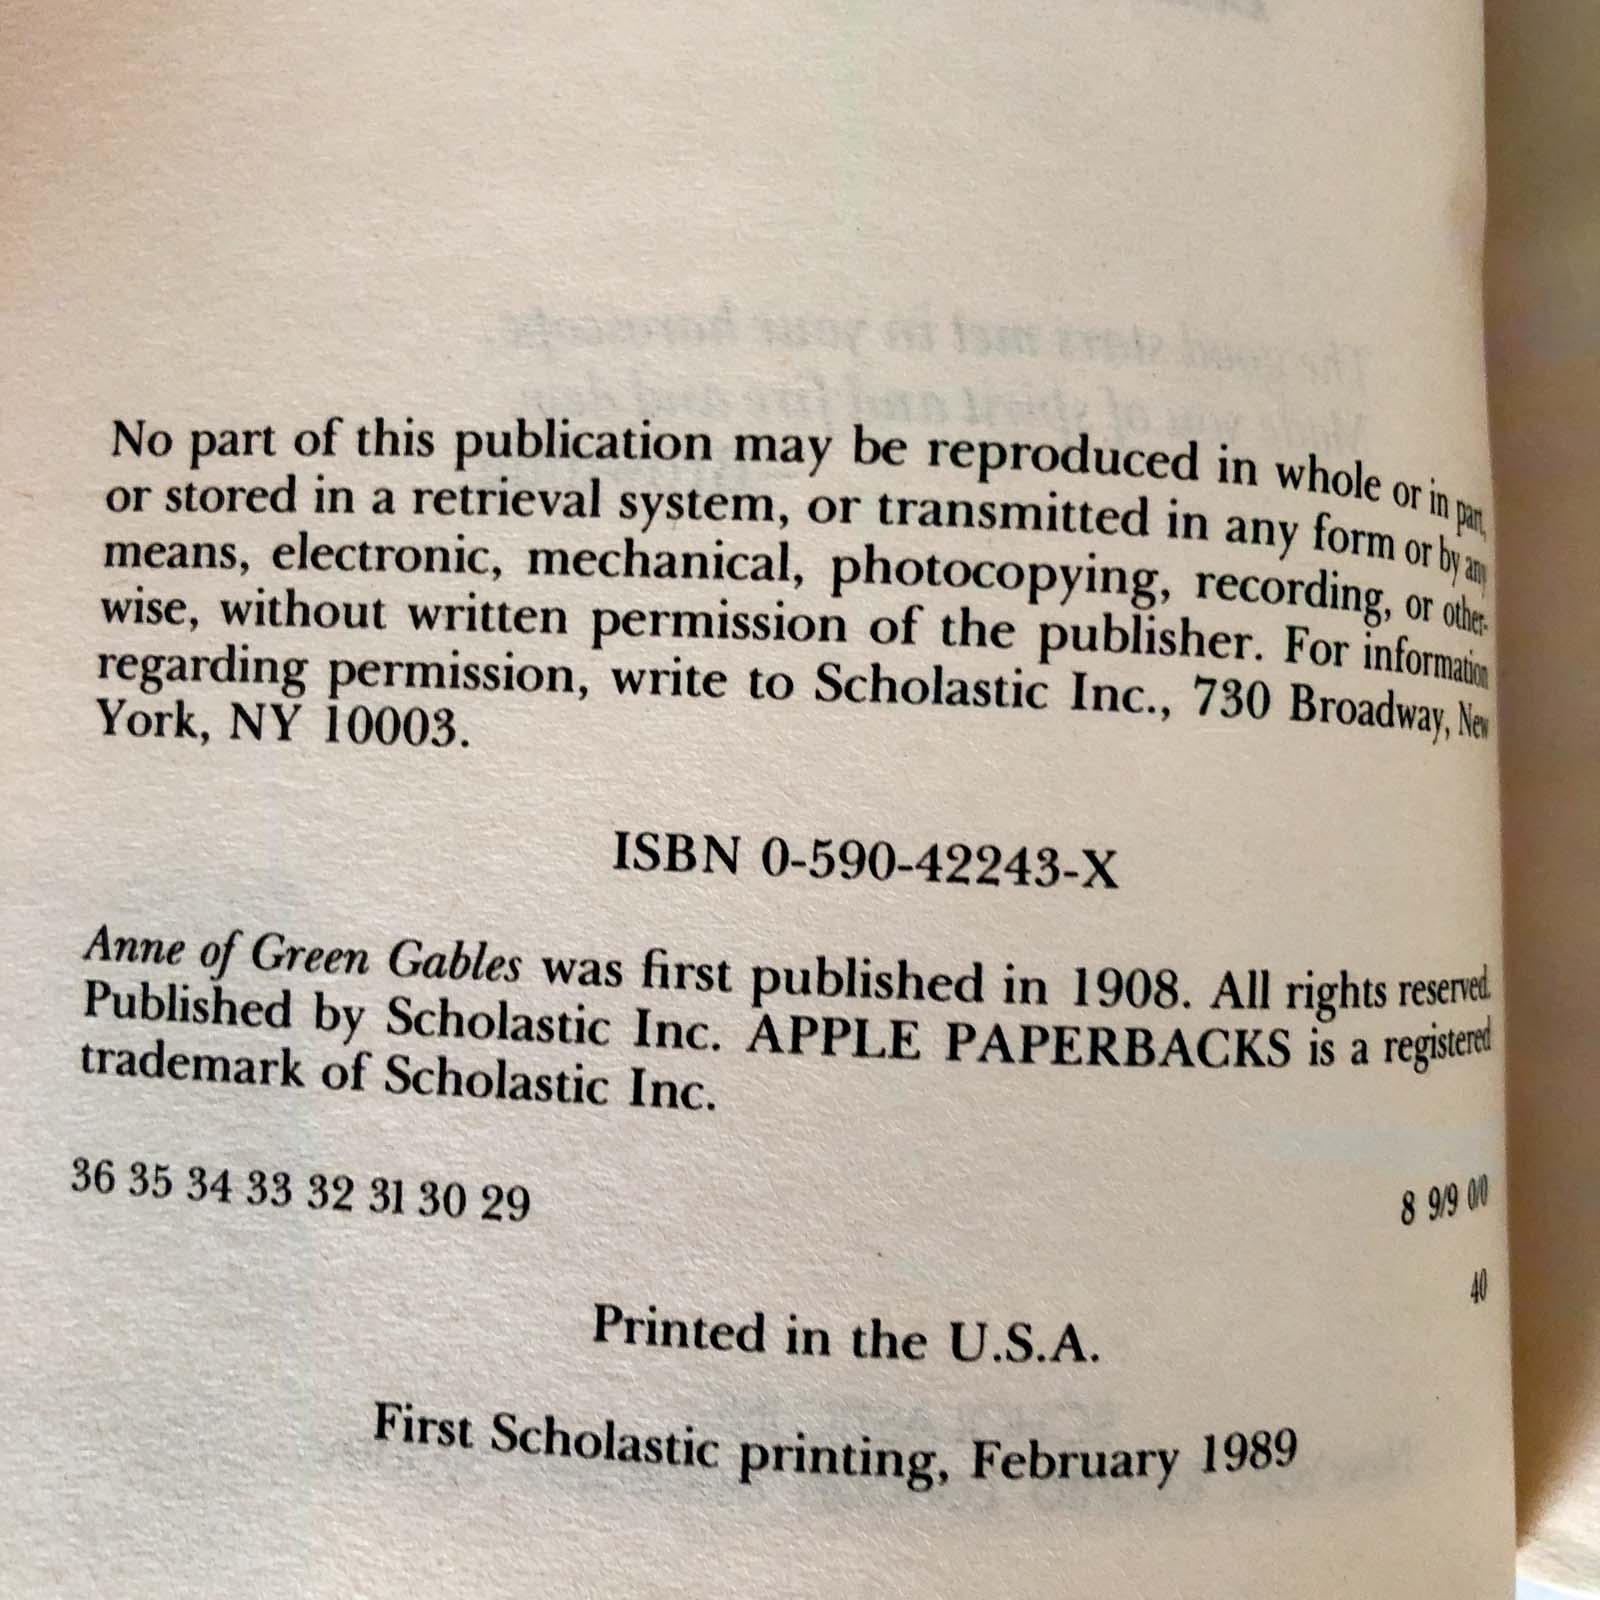 No part of this publication may be reproduced in whole or in part,
or stored in a retrieval system, or transmitted in any form or by any
means, electronic, mechanical, photocopying, recording, or other-
wise, without written permission of the publisher. For information
regarding permission, write to Scholastic Inc., 730 Broadway, New
York, NY 10003.
ISBN 0-590-42243-X
Anne of Green Gables was first published in 1908. All rights reserved.
Published by Scholastic Inc. APPLE PAPERBACKS is a registered
trademark of Scholastic Inc.
36 35 34 33 32 31 30 29 8 9/9 0/0
40
Printed in the U.S.A.
First Scholastic printing, February 1989